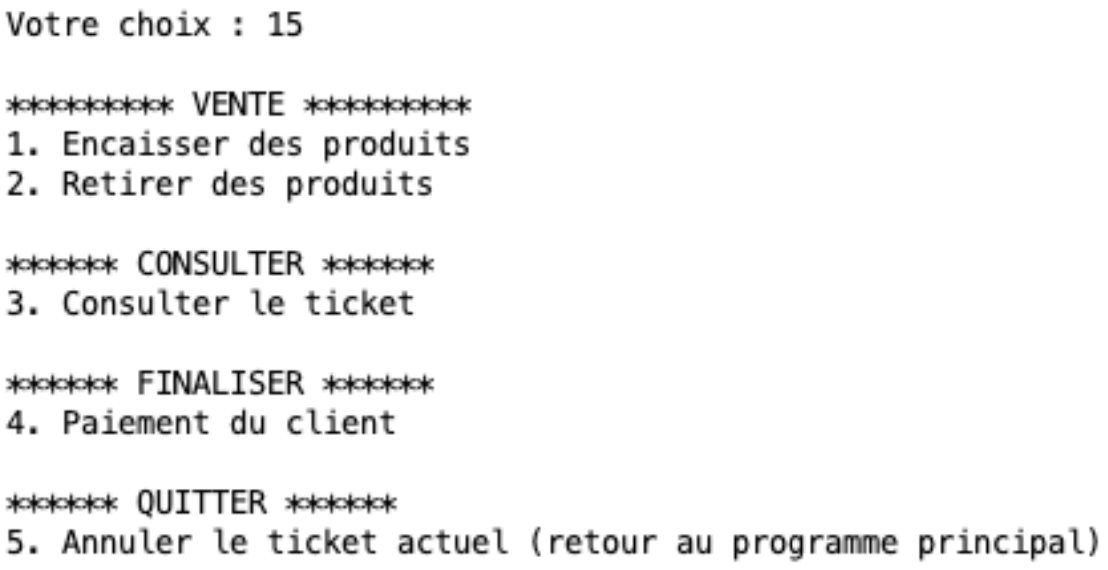 Votre choix : 15
********* VENTE *********
1. Encaisser des produits
2. Retirer des produits
****** CONSULTER ******
3. Consulter le ticket
****** FINALISER ******
4. Paiement du client
****** QUITTER ******
5. Annuler le ticket actuel (retour au programme principal)